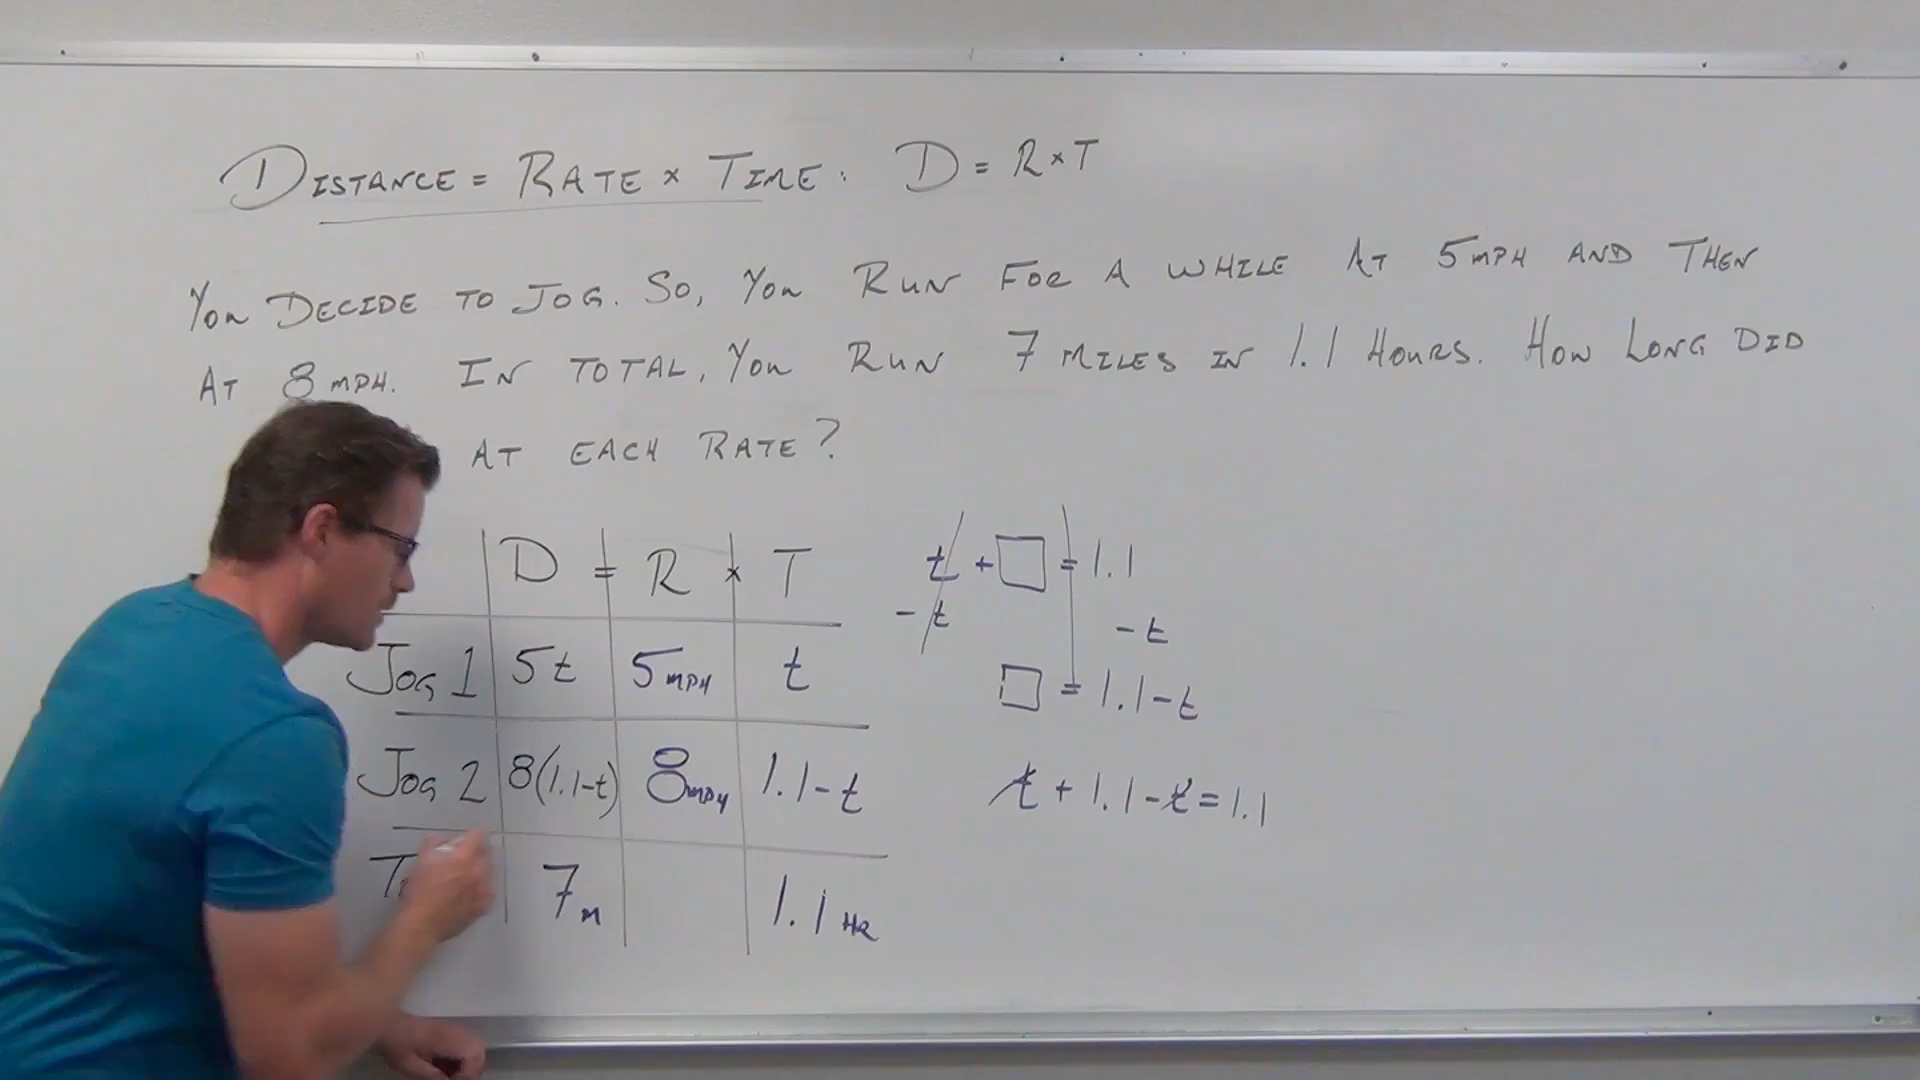 DISTANCE = RATE × TIME: D = R × T
YOU DECIDE TO JOG. SO, YOU RUN FOR A WHILE AT 5MPH AND THEN
AT 8 MPH. IN TOTAL, YOU RUN 7 MILES IN 1.1 HOURS. HOW LONG DID
AT EACH RATE?
D = R × T
JOG 1 5t 5MPH t
JOG 2 8(1.1-t) 8MPH 1.1-t
7M 1.1 HR
t + □ = 1.1
- t - t
□ = 1.1-t
t + 1.1-t = 1.1